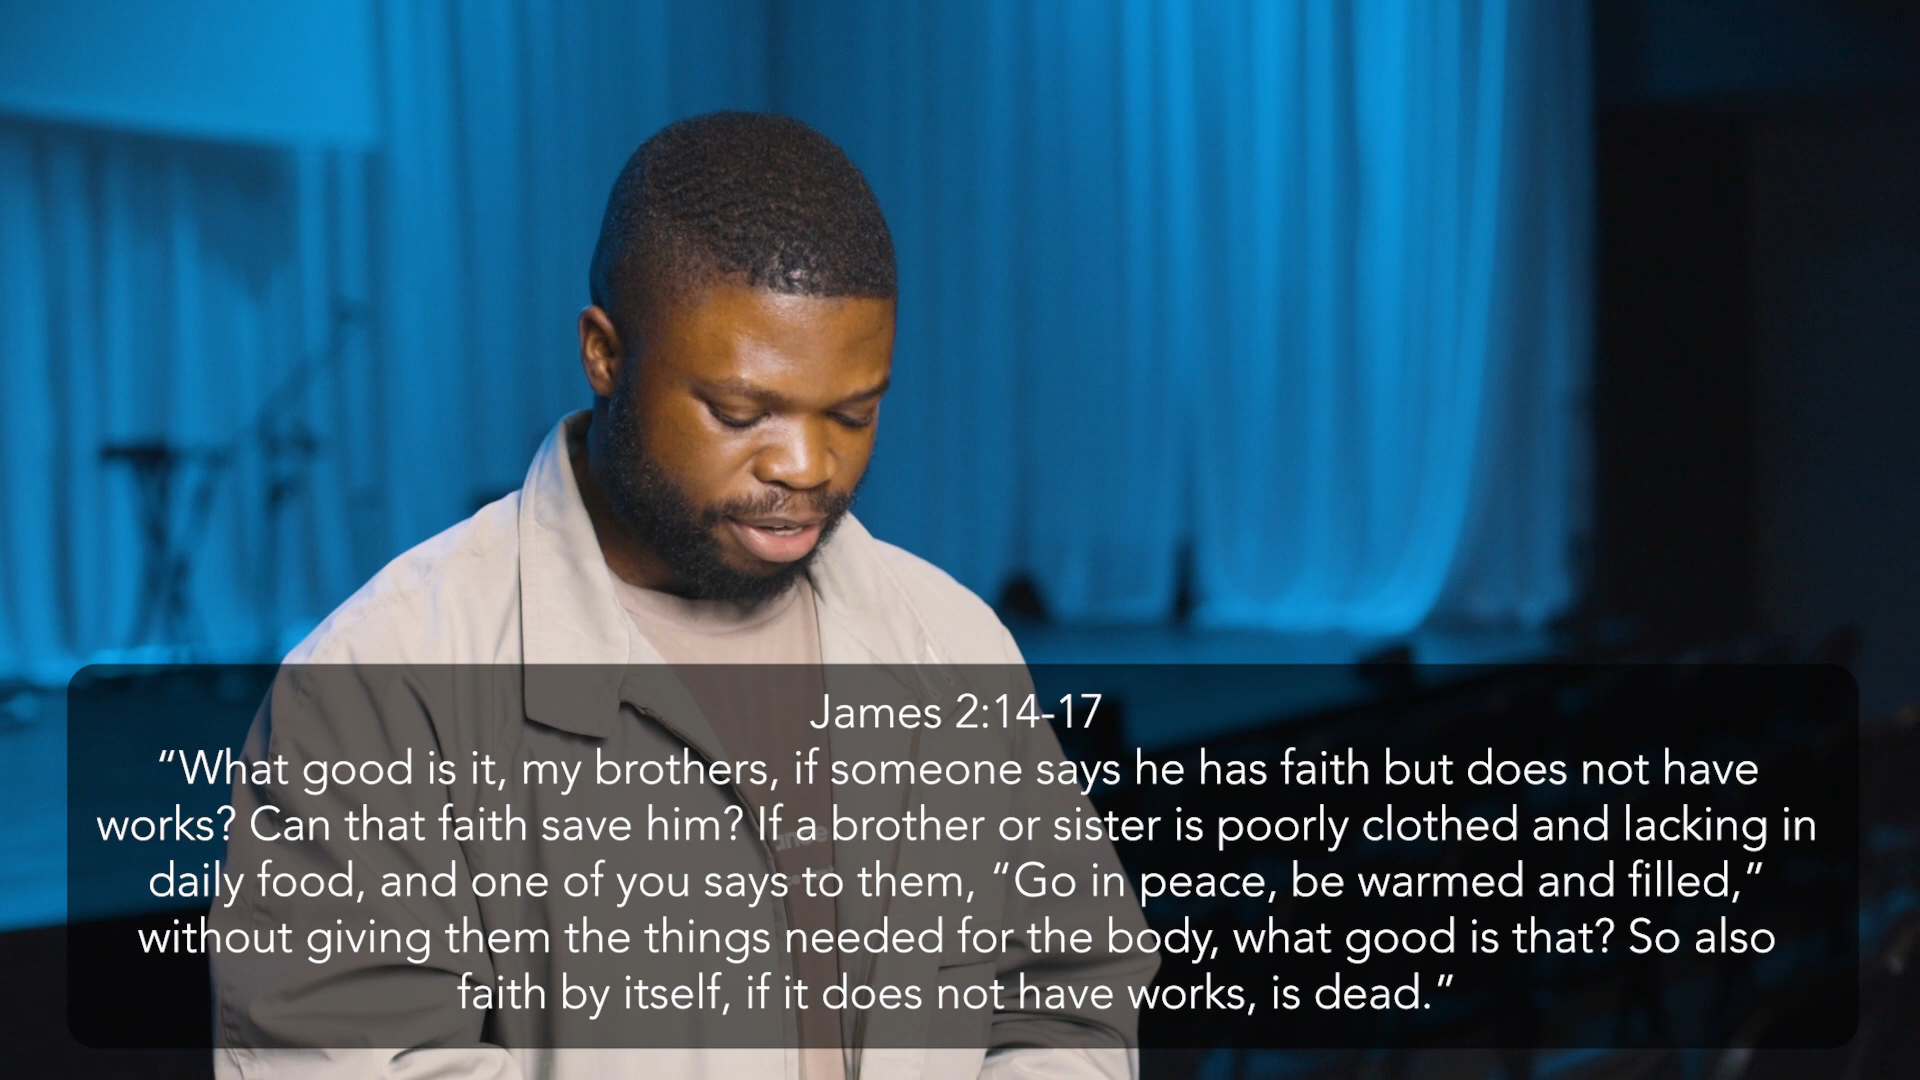 James 2:14-17
“What good is it, my brothers, if someone says he has faith but does not have
works? Can that faith save him? If a brother or sister is poorly clothed and lacking in
daily food, and one of you says to them, “Go in peace, be warmed and filled,”
without giving them the things needed for the body, what good is that? So also
faith by itself, if it does not have works, is dead.”